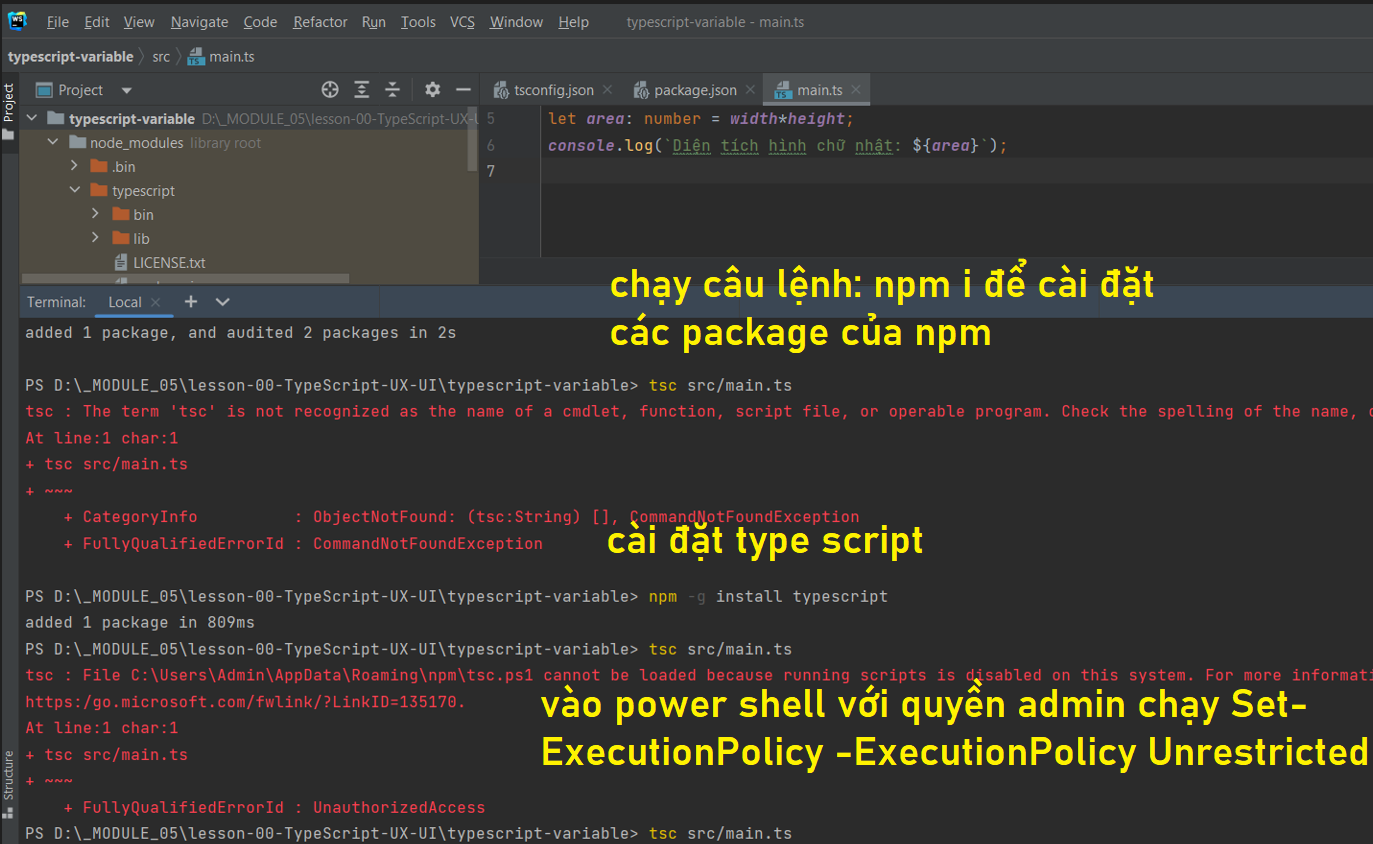 WS File Edit View Navigate Code Refactor Run Tools VCS Window Help typescript-variable - main.ts
typescript-variable src main.ts
Project
Project tsconfig.json package.json main.ts
typescript-variable D:\_MODULE_05\lesson-00-TypeScript-UX-U
5 let area: number = width*height;
node_modules library root
6 console.log(`Diện tích hình chữ nhật: ${area}`);
.bin
7
typescript
bin
lib
LICENSE.txt
chạy câu lệnh: npm i để cài đặt
các package của npm
Terminal: Local
added 1 package, and audited 2 packages in 2s
PS D:\_MODULE_05\lesson-00-TypeScript-UX-UI\typescript-variable> tsc src/main.ts
tsc : The term 'tsc' is not recognized as the name of a cmdlet, function, script file, or operable program. Check the spelling of the name,
At line:1 char:1
+ tsc src/main.ts
+ ~~~
+ CategoryInfo : ObjectNotFound: (tsc:String) [], CommandNotFoundException
+ FullyQualifiedErrorId : CommandNotFoundException
cài đặt type script
PS D:\_MODULE_05\lesson-00-TypeScript-UX-UI\typescript-variable> npm -g install typescript
added 1 package in 809ms
PS D:\_MODULE_05\lesson-00-TypeScript-UX-UI\typescript-variable> tsc src/main.ts
tsc : File C:\Users\Admin\AppData\Roaming\npm\tsc.ps1 cannot be loaded because running scripts is disabled on this system. For more informati
https:/go.microsoft.com/fwlink/?LinkID=135170.
vào power shell với quyền admin chạy Set-
ExecutionPolicy -ExecutionPolicy Unrestricted
At line:1 char:1
+ tsc src/main.ts
+ ~~~
+ FullyQualifiedErrorId : UnauthorizedAccess
PS D:\_MODULE_05\lesson-00-TypeScript-UX-UI\typescript-variable> tsc src/main.ts
Structure